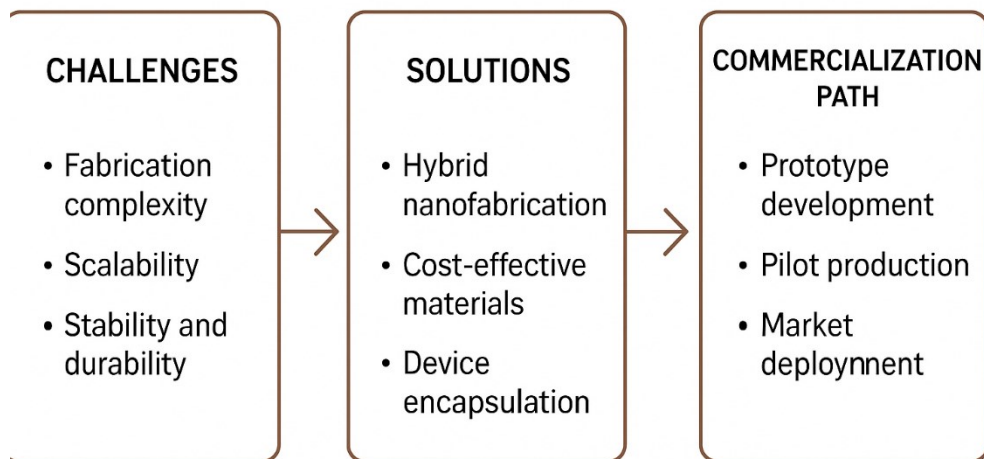 CHALLENGES
• Fabrication
complexity
• Scalability
• Stability and
durability
SOLUTIONS
• Hybrid
nanofabrication
• Cost-effective
materials
• Device
encapsulation
COMMERCIALIZATION
PATH
• Prototype
development
• Pilot production
• Market
deploynnent